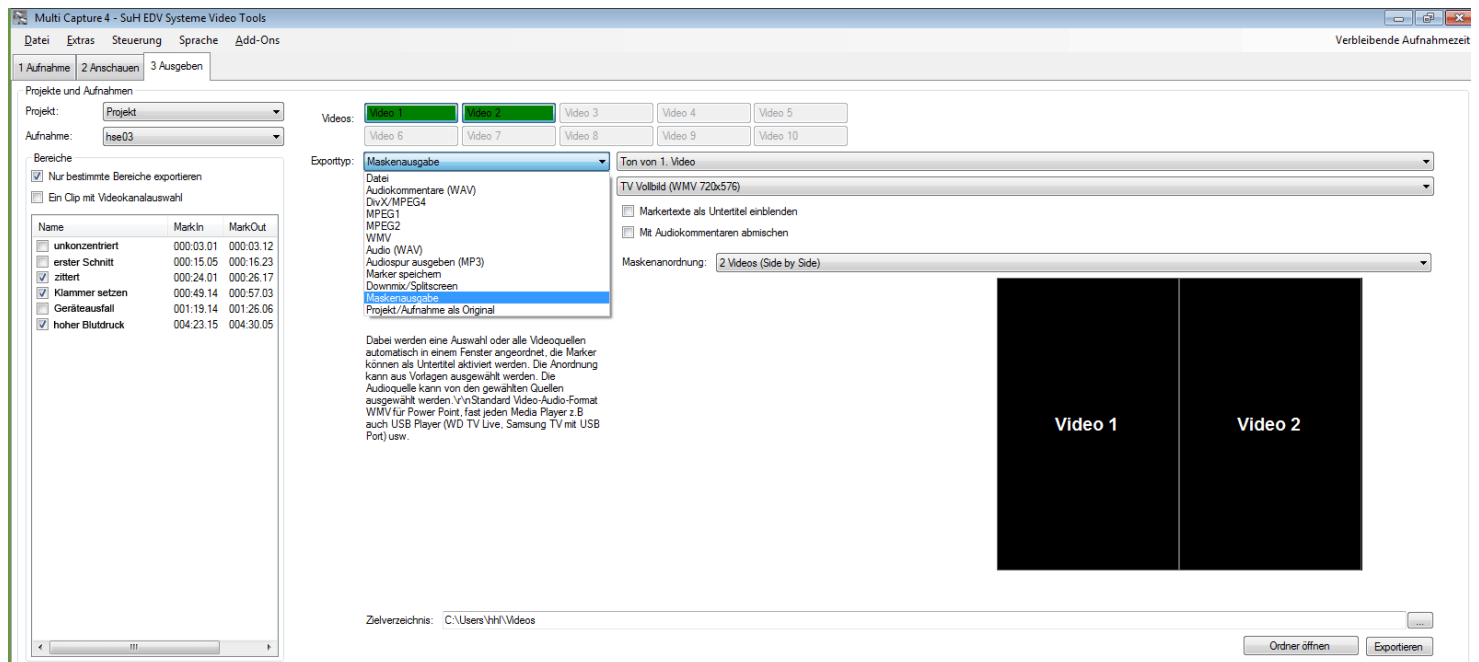 Multi Capture 4 - SuH EDV Systeme Video Tools
Datei Extras Steuerung Sprache Add-Ons Verbleibende Aufnahmezeit
1 Aufnahme 2 Anschauen 3 Ausgeben
Projekte und Aufnahmen
Projekt: Projekt
Aufnahme: hse03
Bereiche
Nur bestimmte Bereiche exportieren
Ein Clip mit Videokanalauswahl
Name MarkIn MarkOut
unkonzentriert 000:03.01 000:03.12
erster Schnitt 000:15.05 000:16.23
zittert 000:24.01 000:26.17
Klammer setzen 000:49.14 000:57.03
Geräteausfall 001:19.14 001:26.06
hoher Blutdruck 004:23.15 004:30.05
Videos: Video 1 Video 2 Video 3 Video 4 Video 5
Video 6 Video 7 Video 8 Video 9 Video 10
Exporttyp: Maskenausgabe Ton von 1. Video
Datei
Audiokommentare (WAV)
DivX/MPEG4
MPEG1
MPEG2
WMV
Audio (WAV)
Audiospur ausgeben (MP3)
Marker speichern
Downmix/Splitscreen
Maskenausgabe
Projekt/Aufnahme als Original
TV Vollbild (WMV 720x576)
Markertexte als Untertitel einblenden
Mit Audiokommentaren abmischen
Maskenanordnung: 2 Videos (Side by Side)
Dabei werden eine Auswahl oder alle Videoquellen
automatisch in einem Fenster angeordnet, die Marker
können als Untertitel aktiviert werden. Die Anordnung
kann aus Vorlagen ausgewählt werden. Die
Audioquelle kann von den gewählten Quellen
ausgewählt werden.\r\nStandard Video-Audio-Format
WMV für Power Point, fast jeden Media Player z.B
auch USB Player (WD TV Live, Samsung TV mit USB
Port) usw.
Video 1 Video 2
Zielverzeichnis: C:\Users\hhl\Videos ...
Ordner öffnen Exportieren